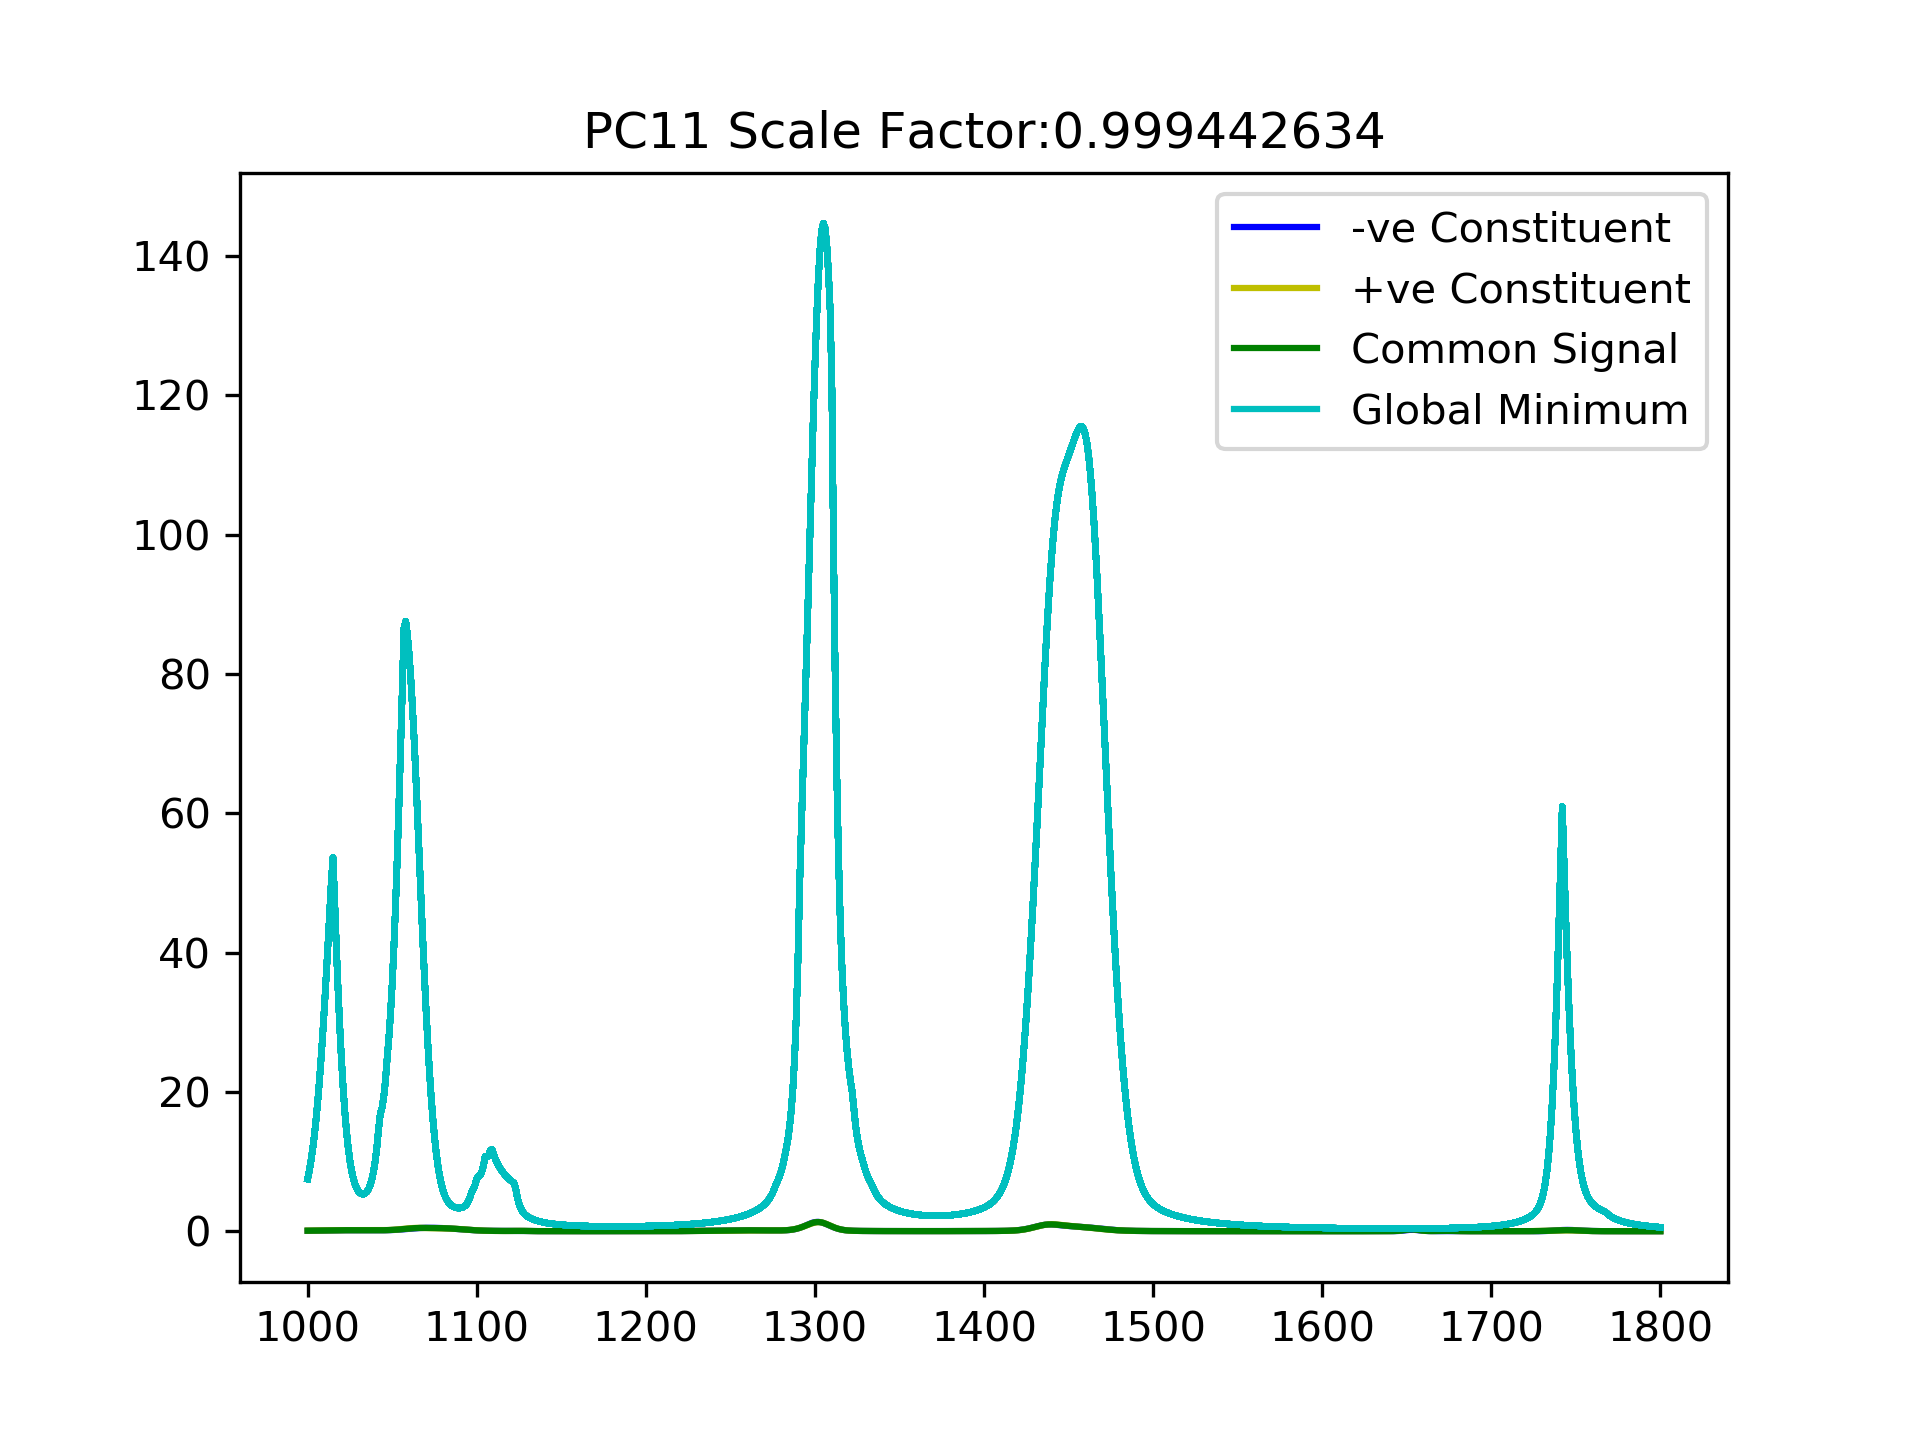 PC11 Scale Factor:0.999442634
-ve Constituent
+ve Constituent
Common Signal
Global Minimum
140
120
100
80
60
40
20
0
1000 1100 1200 1300 1400 1500 1600 1700 1800